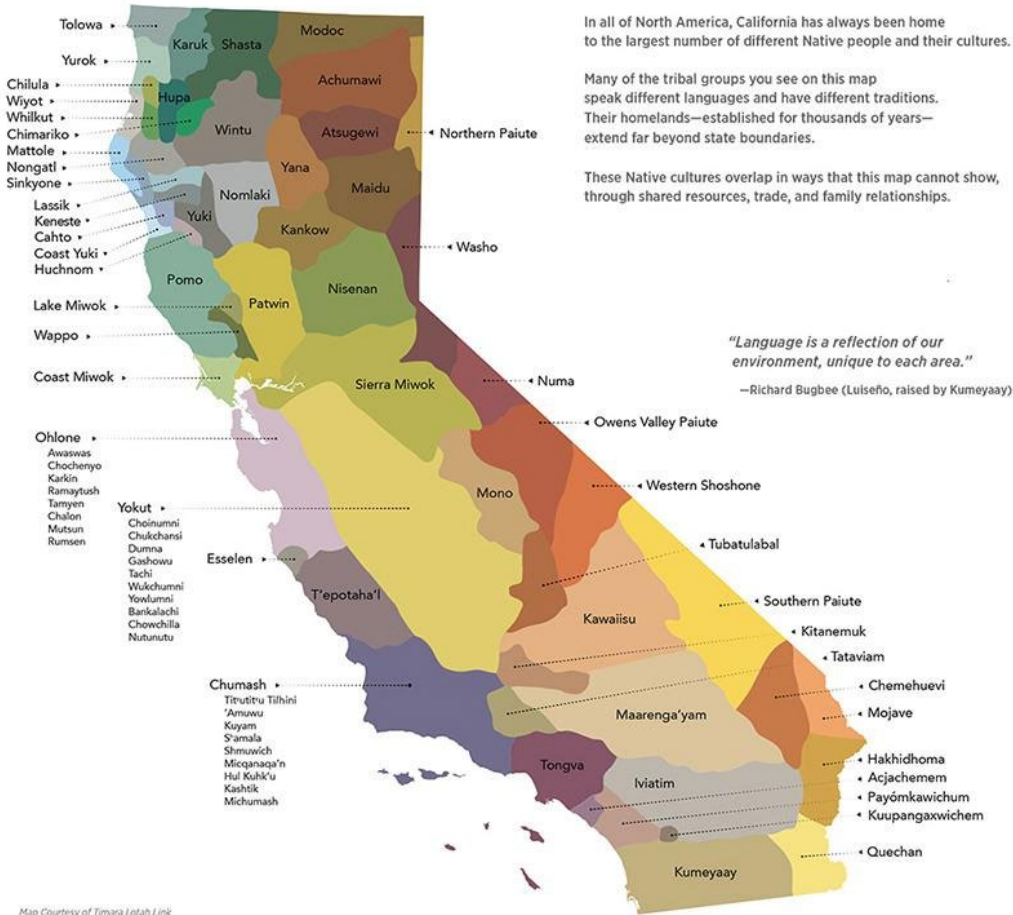 In all of North America, California has always been home
to the largest number of different Native people and their cultures.
Many of the tribal groups you see on this map
speak different languages and have different traditions.
Their homelands—established for thousands of years—
extend far beyond state boundaries.
These Native cultures overlap in ways that this map cannot show,
through shared resources, trade, and family relationships.
"Language is a reflection of our
environment, unique to each area."
—Richard Bugbee (Luiseño, raised by Kumeyaay)
Tolowa
Yurok
Chilula
Wiyot
Whilkut
Chimariko
Mattole
Nongatl
Sinkyone
Lassik
Keneste
Cahto
Coast Yuki
Huchnom
Lake Miwok
Wappo
Coast Miwok
Ohlone
Awaswas
Chochenyo
Karkin
Ramaytush
Tamyen
Chalon
Mutsun
Rumsen
Yokut
Choinumni
Chukchansi
Dumna
Gashowu
Tachi
Wukchumni
Yowlumni
Bankalachi
Chowchilla
Nutunutu
Esselen
Chumash
Titʸutitʸu Tilhini
'Amuwu
Kuyam
Sʰamala
Shmuwich
Micqanaqa'n
Hul Kuhk'u
Kashtik
Michumash
Karuk
Shasta
Modoc
Hupa
Wintu
Achumawi
Atsugewi
Yana
Maidu
Nomlaki
Yuki
Kankow
Pomo
Patwin
Nisenan
Sierra Miwok
Mono
T'epotaha'l
Kawaiisu
Maarenga'yam
Tongva
Iviatim
Kumeyaay
Northern Paiute
Washo
Numa
Owens Valley Paiute
Western Shoshone
Tubatulabal
Southern Paiute
Kitanemuk
Tataviam
Chemehuevi
Mojave
Hakhidhoma
Acjachemem
Payómkawichum
Kuupangaxwichem
Quechan
Map Courtesy of Timara Lotah Link